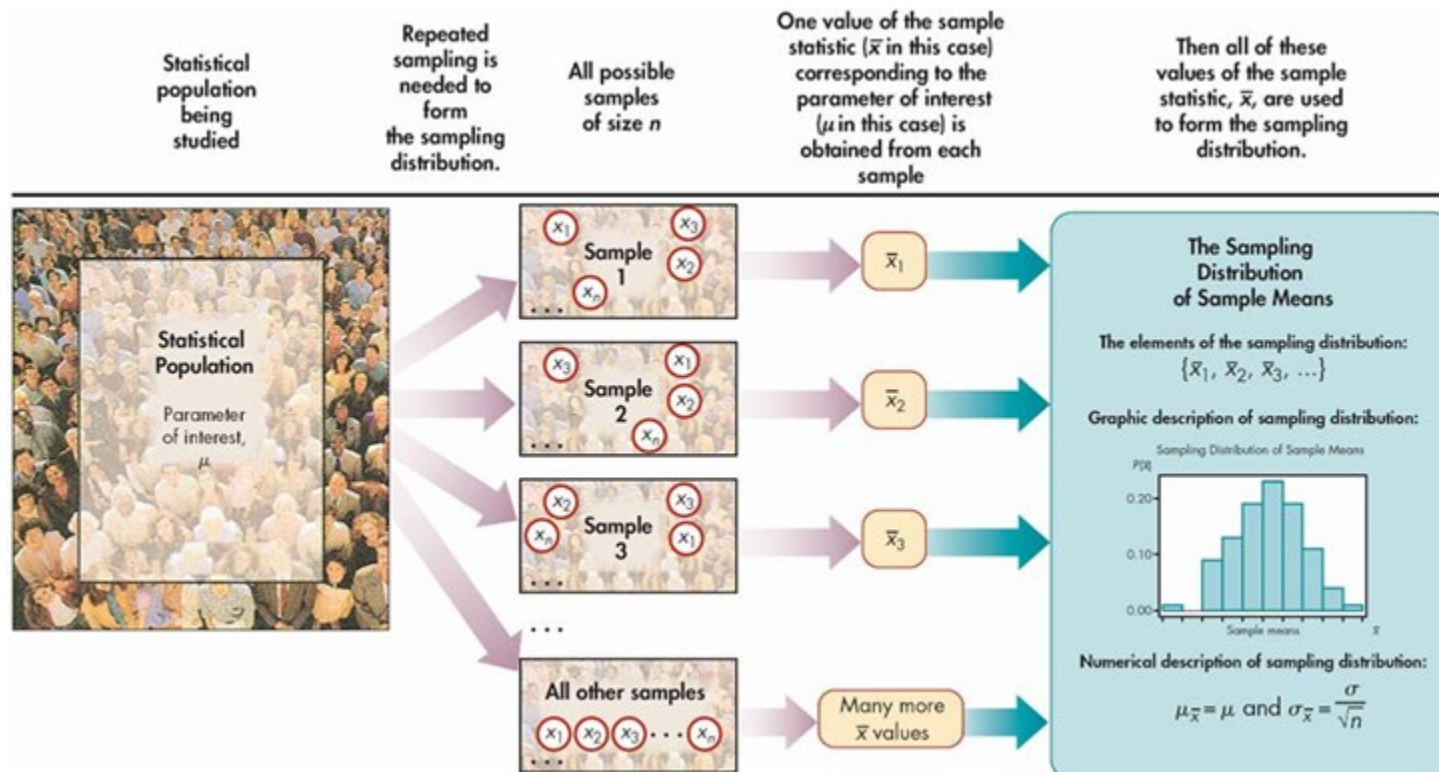 Statistical
population
being
studied
Repeated
sampling is
needed to
form
the sampling
distribution.
All possible
samples
of size n
One value of the sample
statistic (x̄ in this case)
corresponding to the
parameter of interest
(μ in this case) is
obtained from each
sample
Then all of these
values of the sample
statistic, x̄, are used
to form the sampling
distribution.
Statistical
Population
Parameter
of interest,
μ
x₁
x₃
Sample
1
x₂
xₙ
...
x̄₁
x₃
x₁
Sample
2
x₂
xₙ
...
x̄₂
x₂
x₃
Sample
3
xₙ
x₁
...
x̄₃
...
All other samples
x₁ x₂ x₃ ... xₙ
...
Many more
x̄ values
The Sampling
Distribution
of Sample Means
The elements of the sampling distribution:
{x̄₁, x̄₂, x̄₃, ...}
Graphic description of sampling distribution:
Sampling Distribution of Sample Means
P(x̄)
0.20
0.10
0.00
Sample means
x̄
Numerical description of sampling distribution:
μx̄ = μ and σx̄ = σ/√n